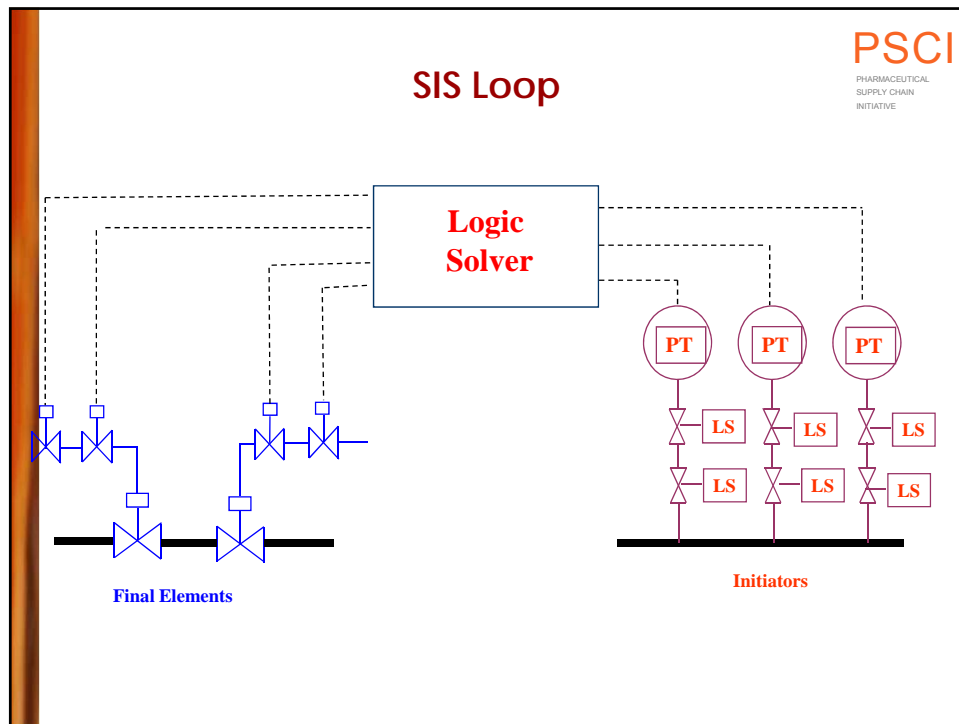 PSCI
PHARMACEUTICAL
SUPPLY CHAIN
INITIATIVE
SIS Loop
Logic
Solver
PT
PT
PT
LS
LS
LS
LS
LS
LS
Final Elements
Initiators